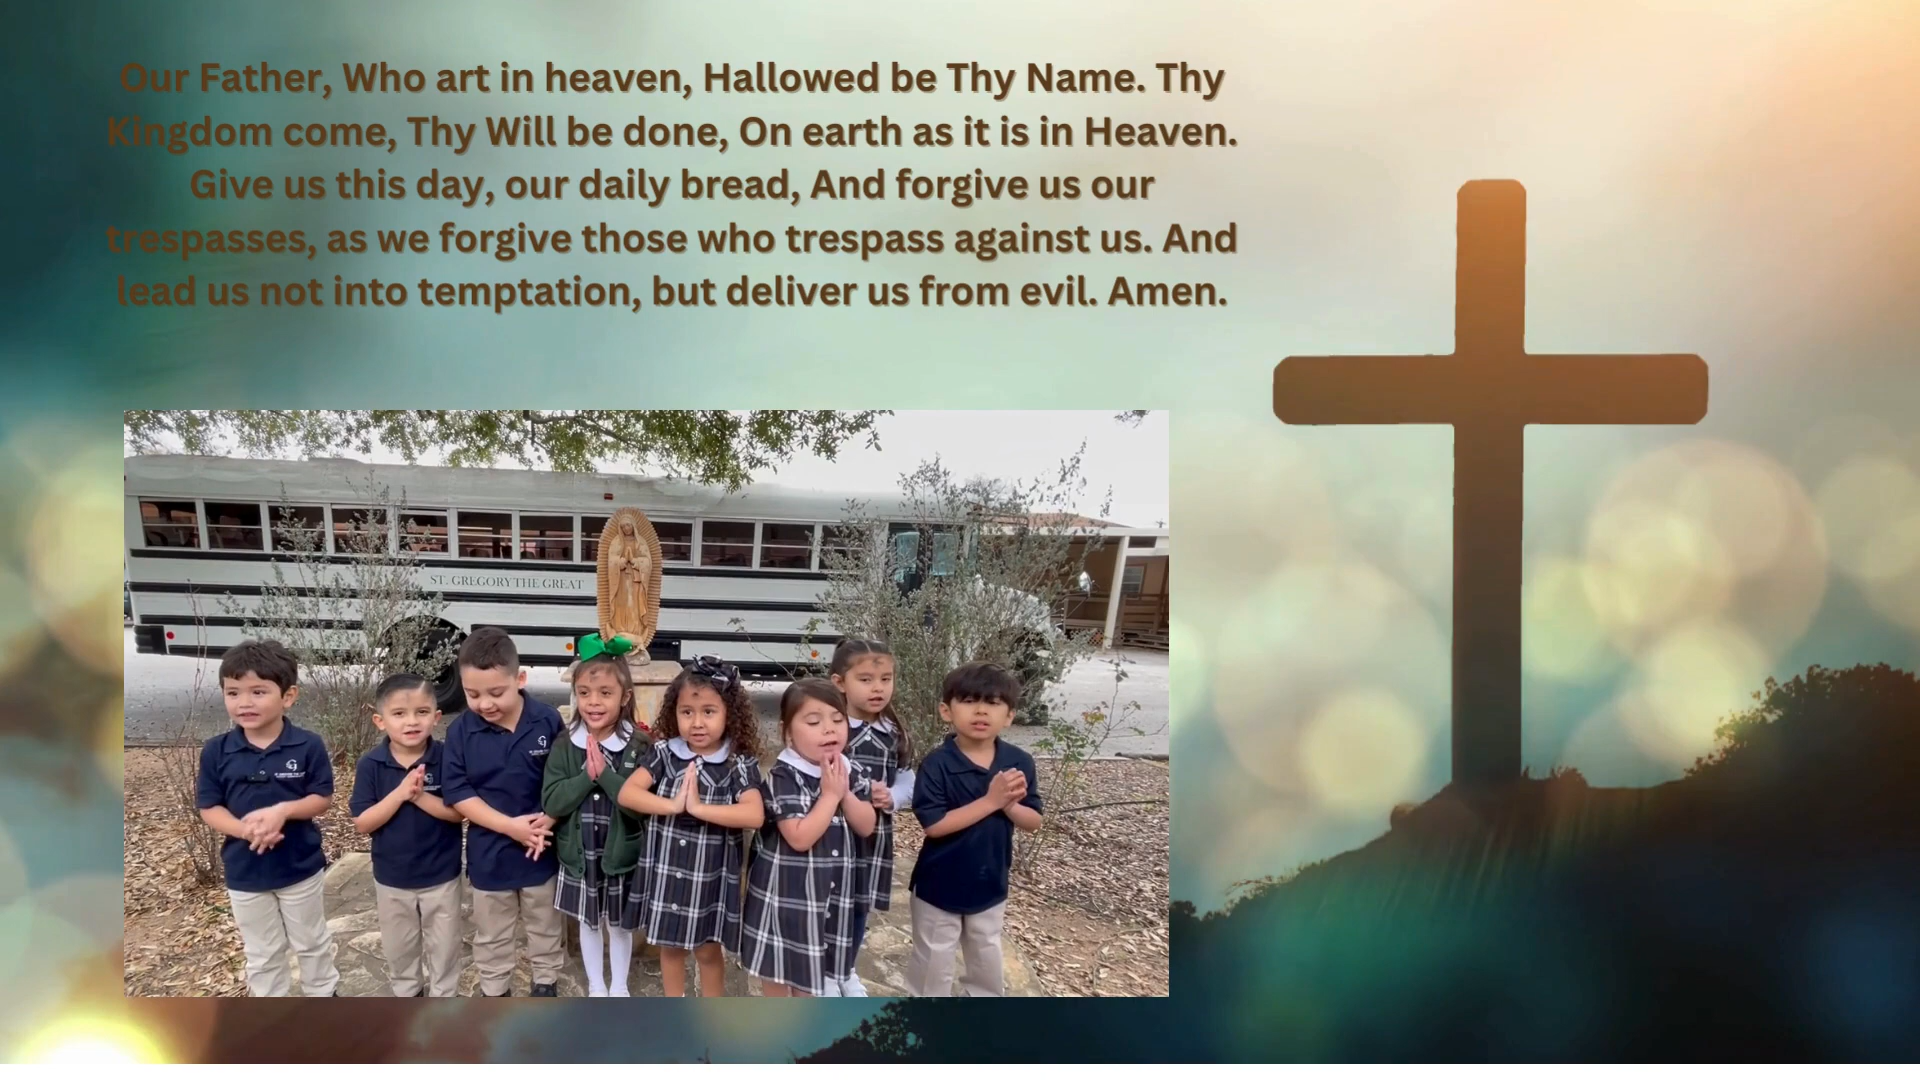 Our Father, Who art in heaven, Hallowed be Thy Name. Thy
Kingdom come, Thy Will be done, On earth as it is in Heaven.
Give us this day, our daily bread, And forgive us our
trespasses, as we forgive those who trespass against us. And
lead us not into temptation, but deliver us from evil. Amen.
ST. GREGORY THE GREAT